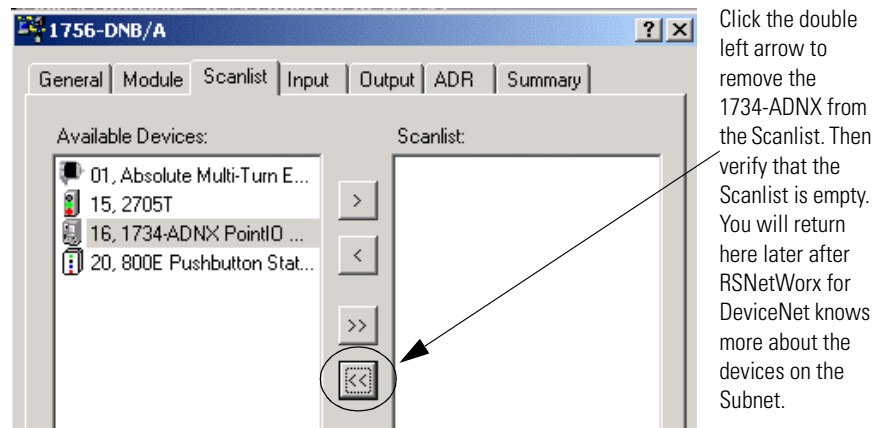 1756-DNB/A
? X
General Module Scanlist Input Output ADR Summary
Available Devices:
Scanlist:
01, Absolute Multi-Turn E...
15, 2705T
16, 1734-ADNX PointIO ...
20, 800E Pushbutton Stat...
>
<
>>
<<
Click the double
left arrow to
remove the
1734-ADNX from
the Scanlist. Then
verify that the
Scanlist is empty.
You will return
here later after
RSNetWorx for
DeviceNet knows
more about the
devices on the
Subnet.